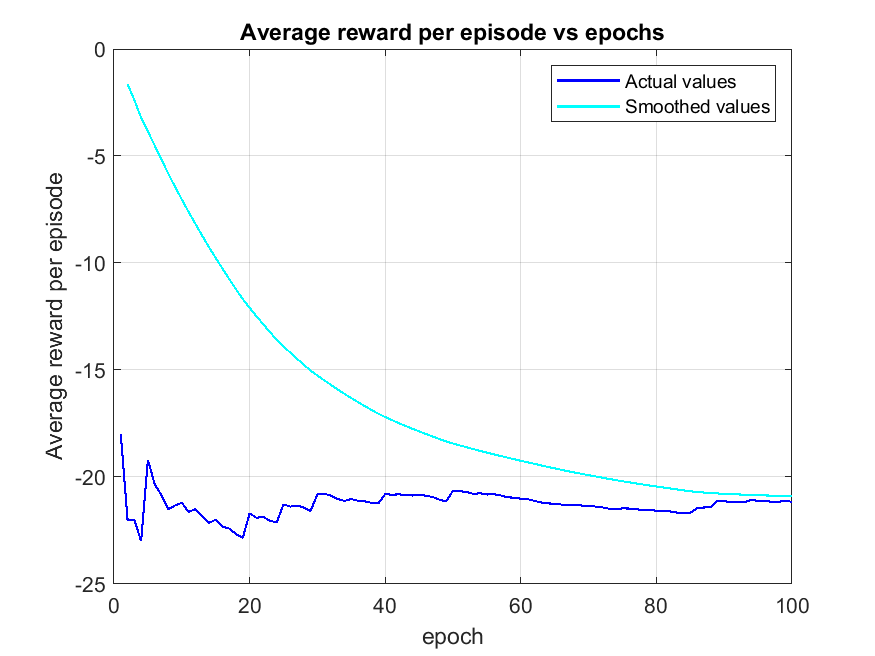 Average reward per episode vs epochs
Actual values
Smoothed values
Average reward per episode
0
-5
-10
-15
-20
-25
0 20 40 60 80 100
epoch